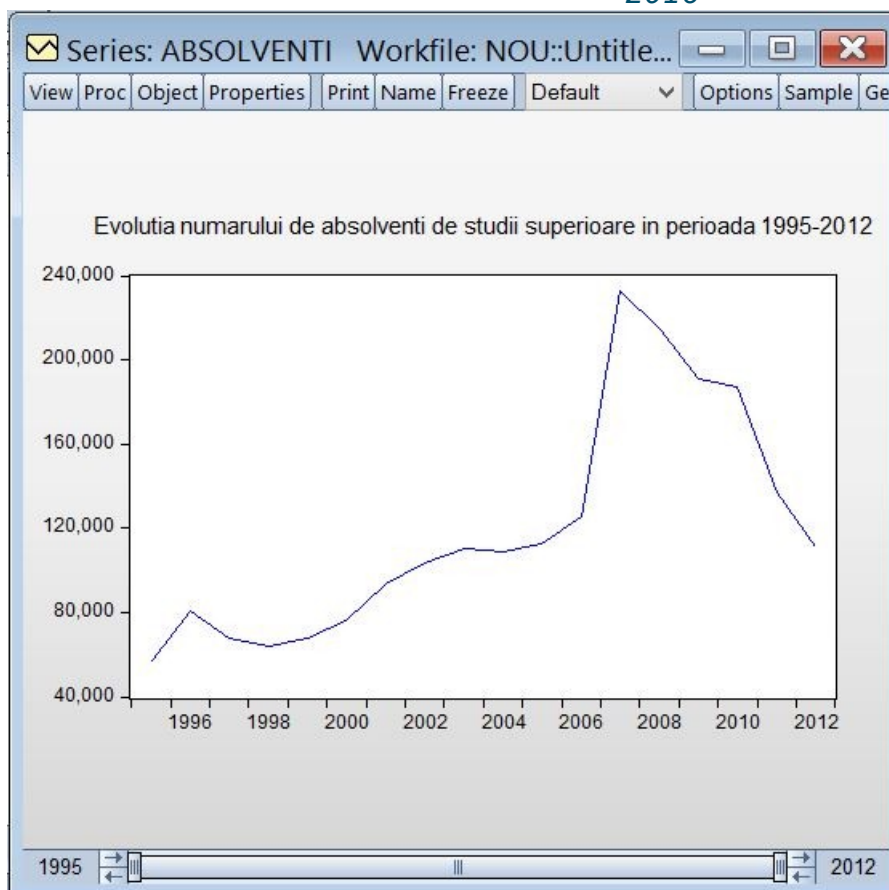 2016
Series: ABSOLVENTI Workfile: NOU::Untitle...
View Proc Object Properties Print Name Freeze Default Options Sample Ge
Evolutia numarului de absolventi de studii superioare in perioada 1995-2012
240,000
200,000
160,000
120,000
80,000
40,000
1996 1998 2000 2002 2004 2006 2008 2010 2012
1995 2012